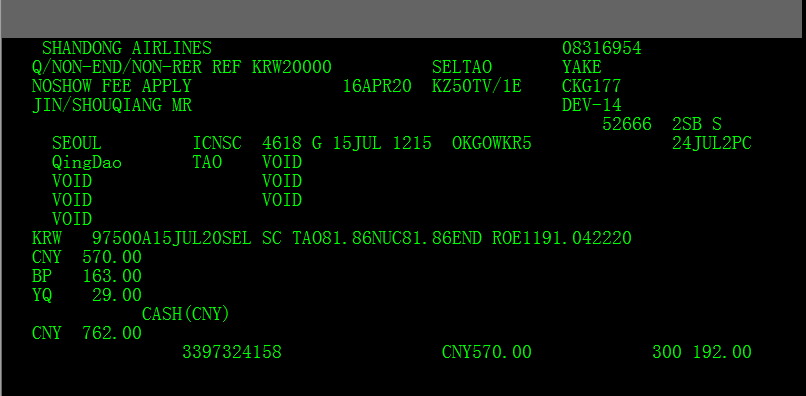 SHANDONG AIRLINES 08316954
Q/NON-END/NON-RER REF KRW20000 SELTAO YAKE
NOSHOW FEE APPLY 16APR20 KZ50TV/1E CKG177
JIN/SHOUQIANG MR DEV-14
52666 2SB S
SEOUL ICNSC 4618 G 15JUL 1215 OKGOWKR5 24JUL2PC
QingDao TAO VOID
VOID VOID
VOID VOID
VOID
KRW 97500A15JUL20SEL SC TAO81.86NUC81.86END ROE1191.042220
CNY 570.00
BP 163.00
YQ 29.00
CASH(CNY)
CNY 762.00
3397324158 CNY570.00 300 192.00